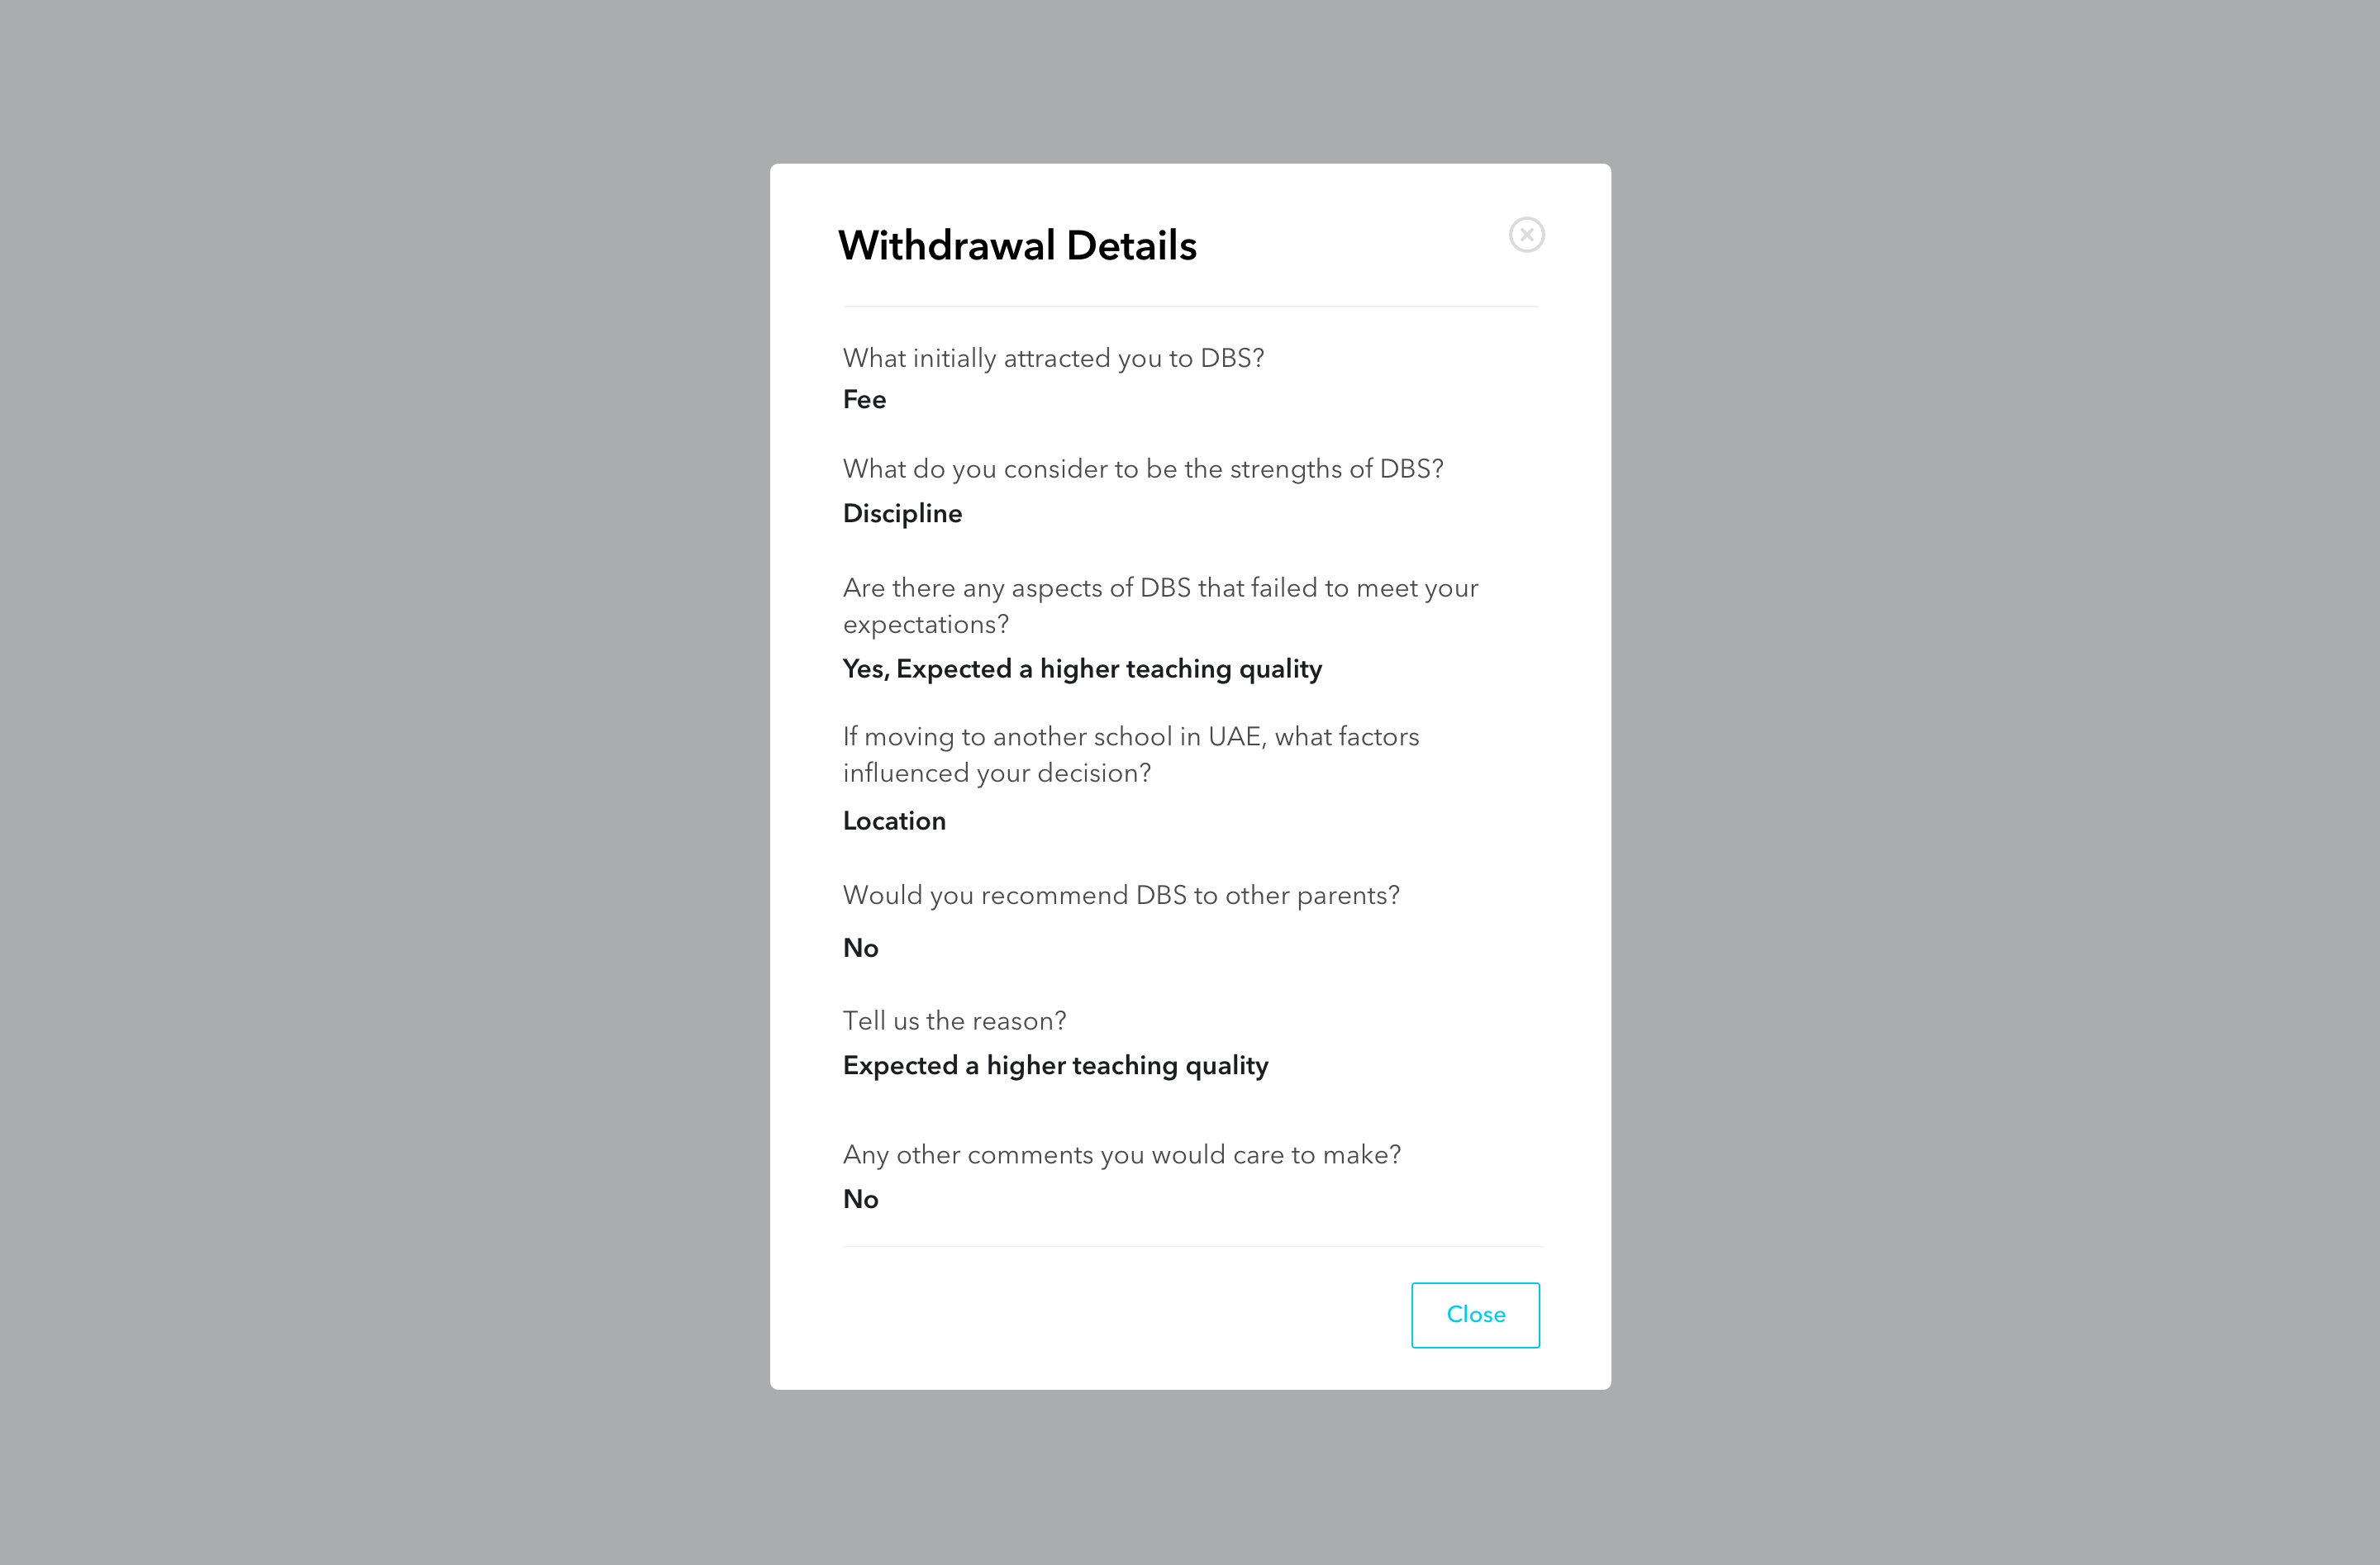 Withdrawal Details
What initially attracted you to DBS?
Fee
What do you consider to be the strengths of DBS?
Discipline
Are there any aspects of DBS that failed to meet your
expectations?
Yes, Expected a higher teaching quality
If moving to another school in UAE, what factors
influenced your decision?
Location
Would you recommend DBS to other parents?
No
Tell us the reason?
Expected a higher teaching quality
Any other comments you would care to make?
No
Close